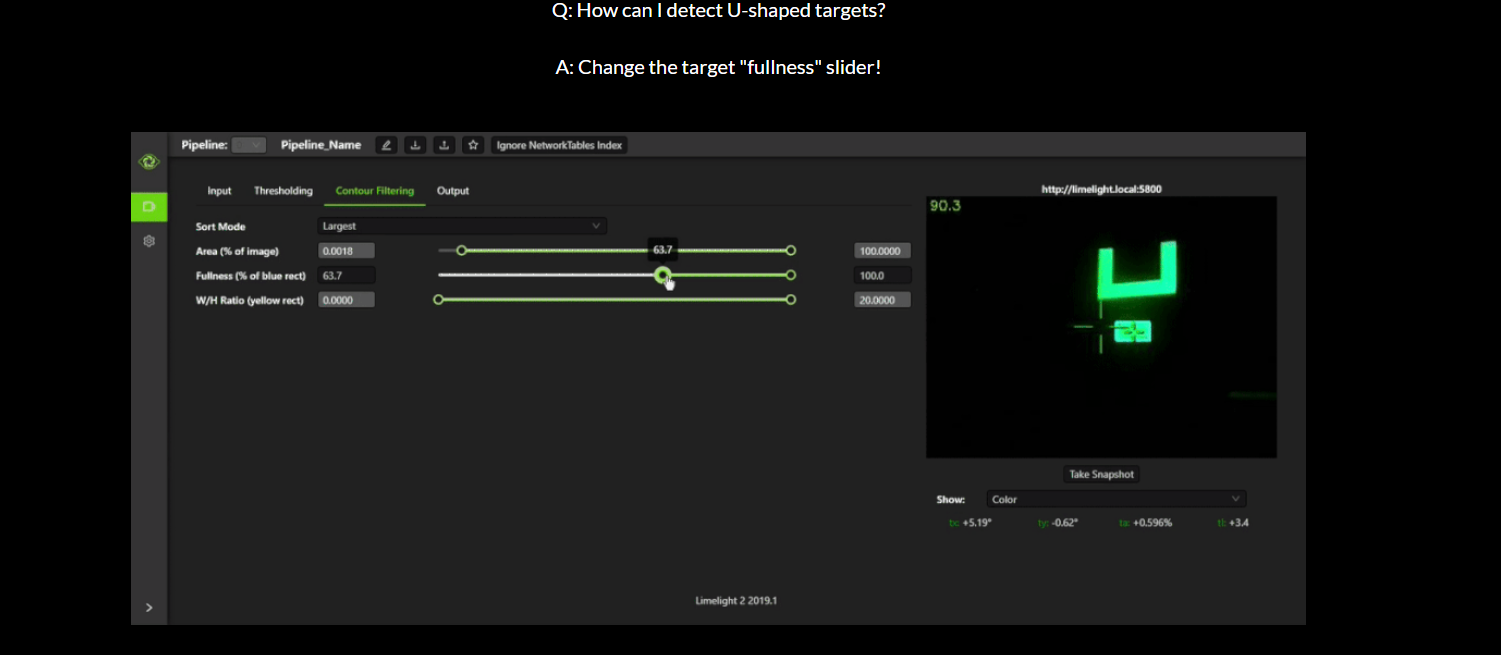 Q: How can I detect U-shaped targets?
A: Change the target "fullness" slider!
Pipeline:
Pipeline_Name
Ignore NetworkTables Index
Input
Thresholding
Contour Filtering
Output
http://limelight.local:5800
90.3
Sort Mode
Largest
Area (% of image)
0.0018
63.7
100.0000
Fullness (% of blue rect)
63.7
100.0
W/H Ratio (yellow rect)
0.0000
20.0000
Take Snapshot
Show:
Color
tx: +5.19°
ty: -0.62°
ta: +0.596%
tl: +3.4
Limelight 2 2019.1